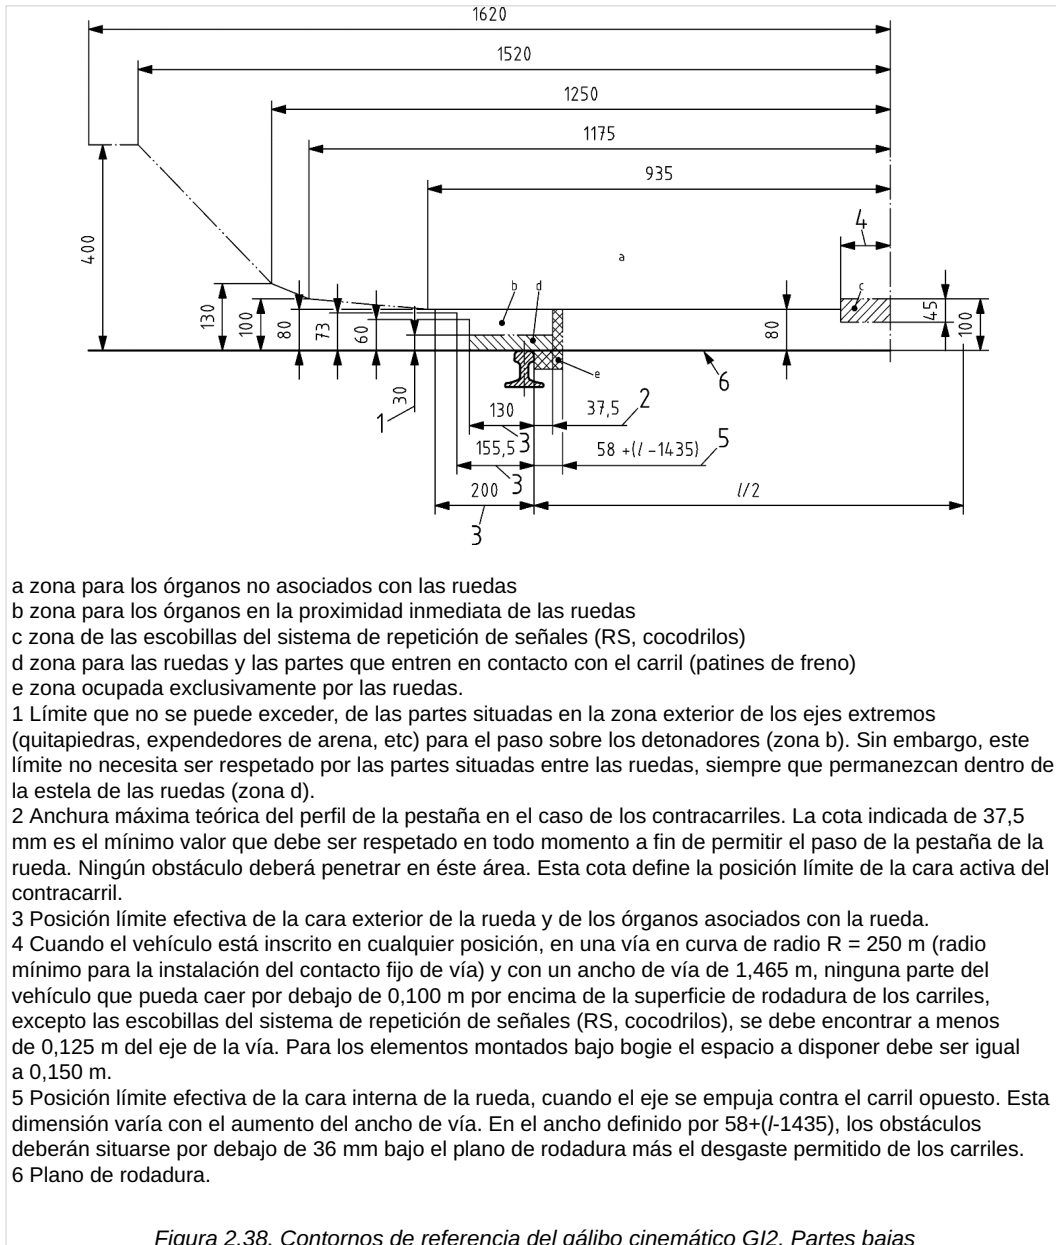 1620
1520
1250
1175
935
4
a
b
d
c
400
130
100
80
73
60
80
45
100
e
6
30
1
130
37,5
2
3
155,5
58 +(l −1435)
5
3
200
l/2
3
a zona para los órganos no asociados con las ruedas
b zona para los órganos en la proximidad inmediata de las ruedas
c zona de las escobillas del sistema de repetición de señales (RS, cocodrilos)
d zona para las ruedas y las partes que entren en contacto con el carril (patines de freno)
e zona ocupada exclusivamente por las ruedas.
1 Límite que no se puede exceder, de las partes situadas en la zona exterior de los ejes extremos
(quitapiedras, expendedores de arena, etc) para el paso sobre los detonadores (zona b). Sin embargo, este
límite no necesita ser respetado por las partes situadas entre las ruedas, siempre que permanezcan dentro de
la estela de las ruedas (zona d).
2 Anchura máxima teórica del perfil de la pestaña en el caso de los contracarriles. La cota indicada de 37,5
mm es el mínimo valor que debe ser respetado en todo momento a fin de permitir el paso de la pestaña de la
rueda. Ningún obstáculo deberá penetrar en éste área. Esta cota define la posición límite de la cara activa del
contracarril.
3 Posición límite efectiva de la cara exterior de la rueda y de los órganos asociados con la rueda.
4 Cuando el vehículo está inscrito en cualquier posición, en una vía en curva de radio R = 250 m (radio
mínimo para la instalación del contacto fijo de vía) y con un ancho de vía de 1,465 m, ninguna parte del
vehículo que pueda caer por debajo de 0,100 m por encima de la superficie de rodadura de los carriles,
excepto las escobillas del sistema de repetición de señales (RS, cocodrilos), se debe encontrar a menos
de 0,125 m del eje de la vía. Para los elementos montados bajo bogie el espacio a disponer debe ser igual
a 0,150 m.
5 Posición límite efectiva de la cara interna de la rueda, cuando el eje se empuja contra el carril opuesto. Esta
dimensión varía con el aumento del ancho de vía. En el ancho definido por 58+(l-1435), los obstáculos
deberán situarse por debajo de 36 mm bajo el plano de rodadura más el desgaste permitido de los carriles.
6 Plano de rodadura.
Figura 2.38. Contornos de referencia del gálibo cinemático GI2. Partes bajas